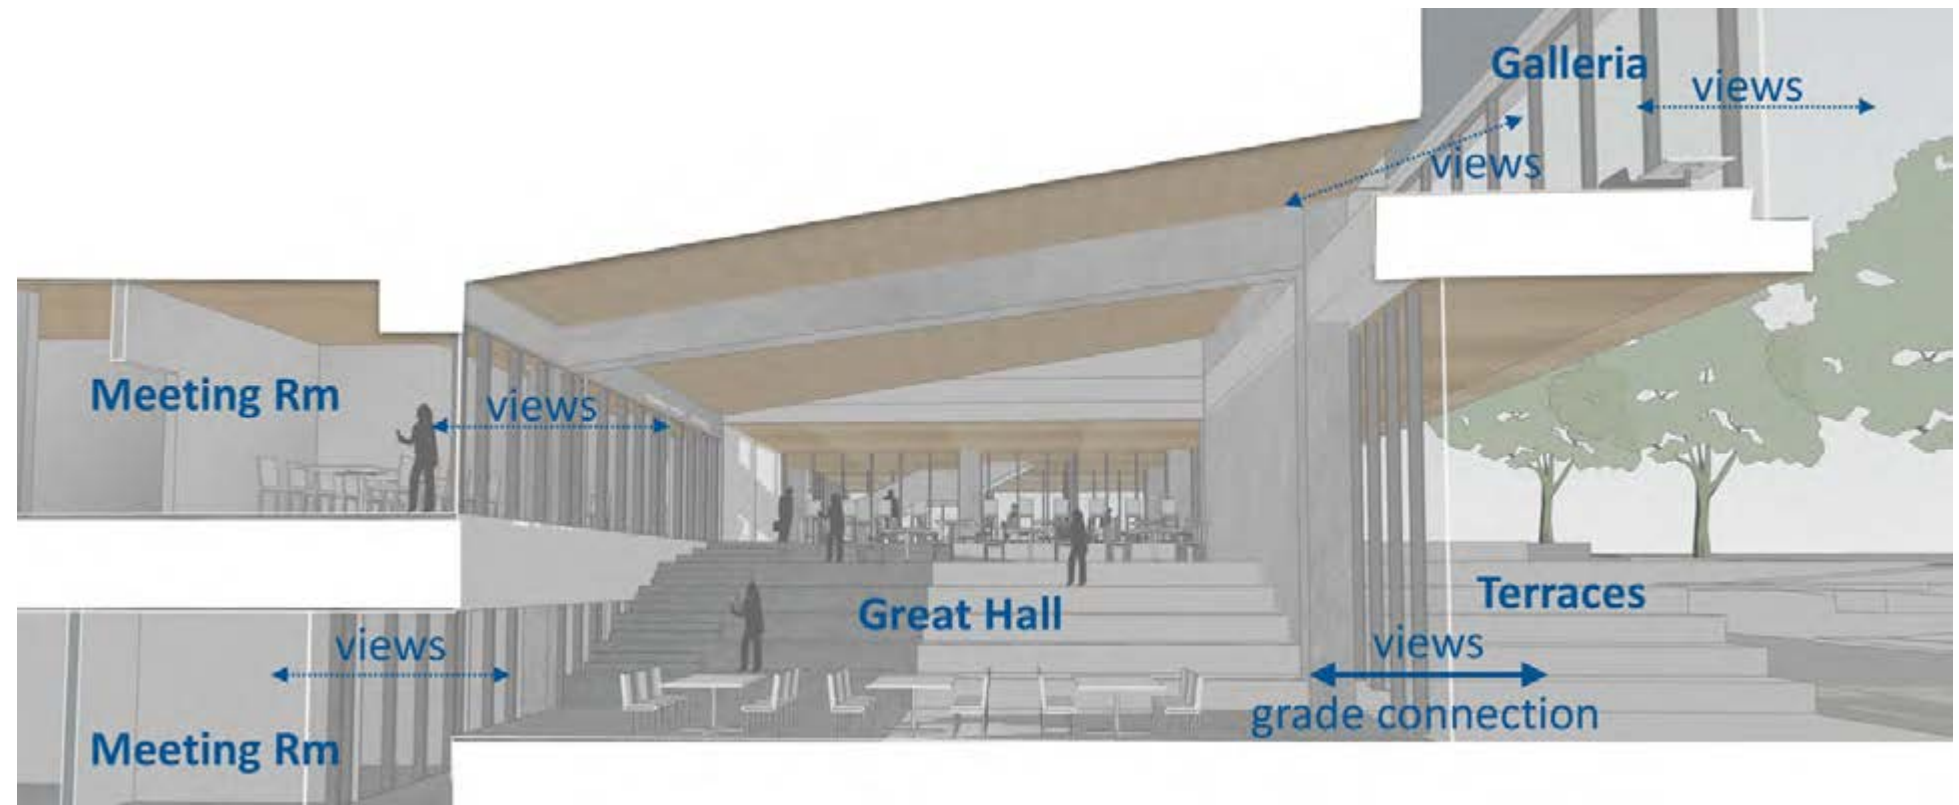 Galleria
views
views
Meeting Rm
views
Great Hall
Terraces
views
views
grade connection
Meeting Rm